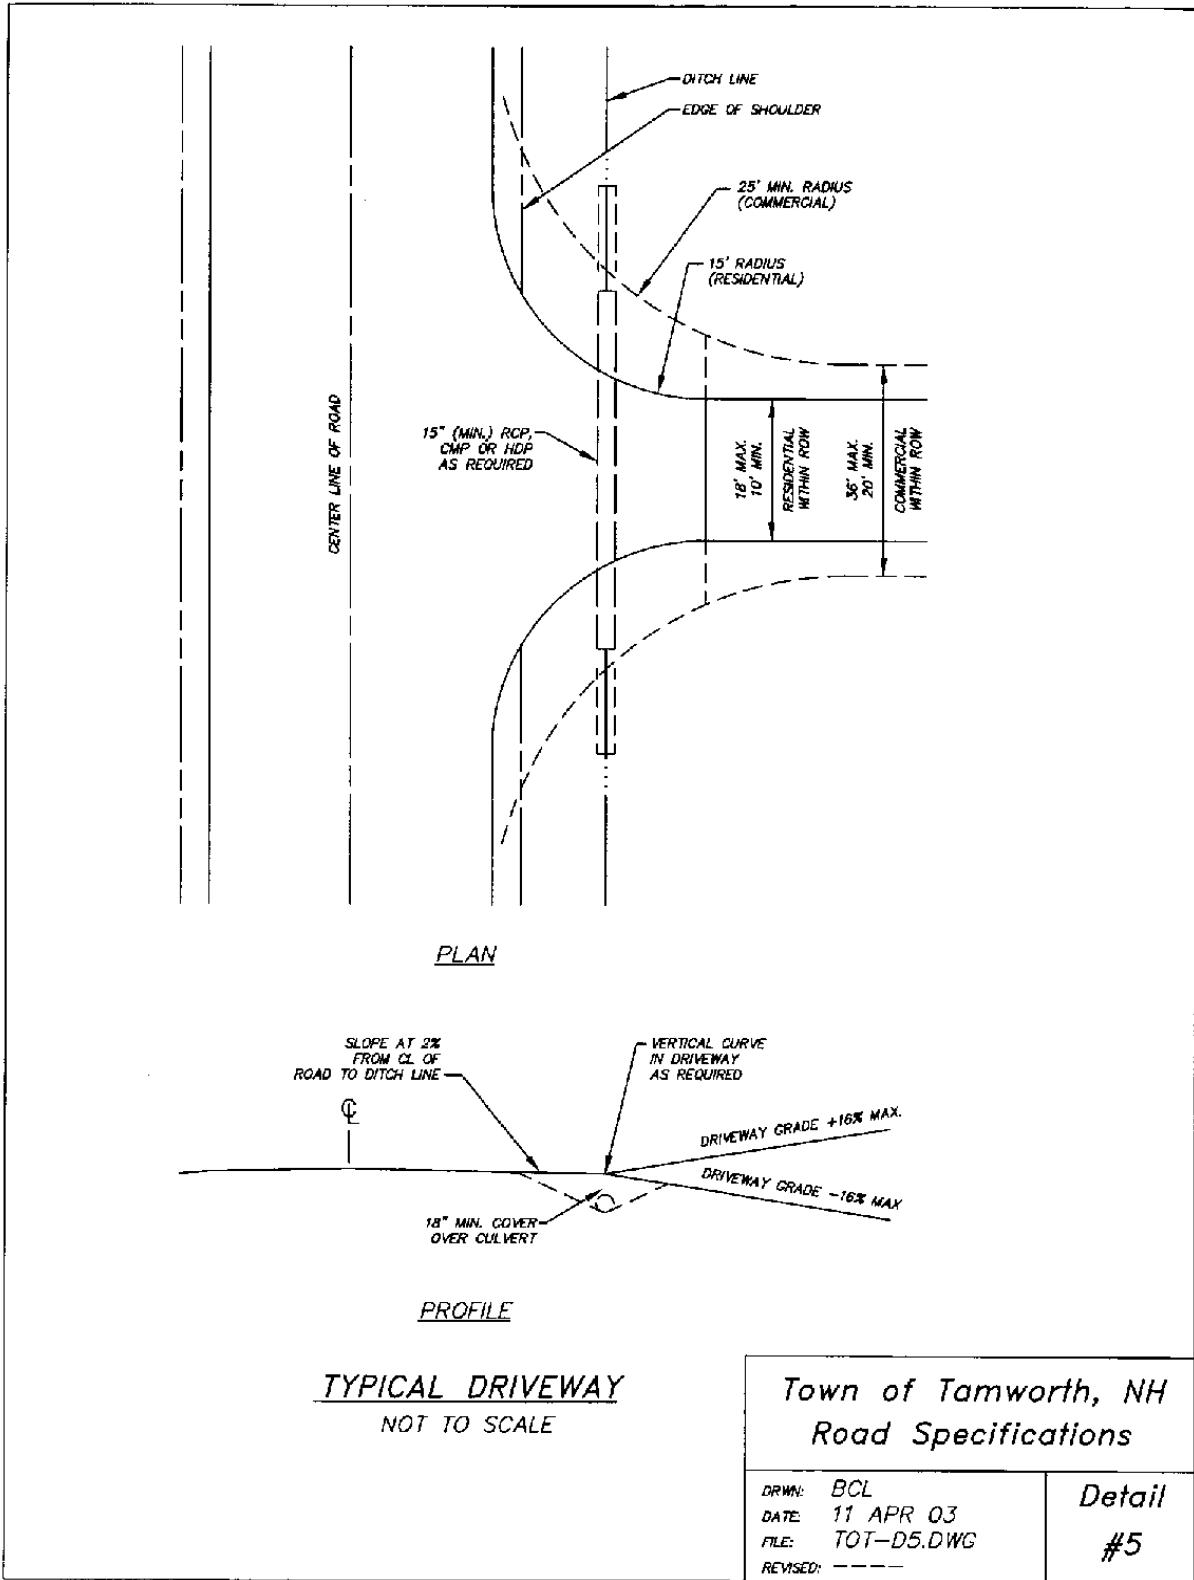 DITCH LINE
EDGE OF SHOULDER
25' MIN. RADIUS
(COMMERCIAL)
15' RADIUS
(RESIDENTIAL)
CENTER LINE OF ROAD
15" (MIN.) RCP,
CMP OR HDP
AS REQUIRED
18' MAX.
10' MIN.
RESIDENTIAL
WITHIN ROW
36' MAX.
20' MIN.
COMMERCIAL
WITHIN ROW
PLAN
SLOPE AT 2%
FROM CL OF
ROAD TO DITCH LINE
VERTICAL CURVE
IN DRIVEWAY
AS REQUIRED
CL
DRIVEWAY GRADE +16% MAX.
DRIVEWAY GRADE -16% MAX
18" MIN. COVER
OVER CULVERT
PROFILE
TYPICAL DRIVEWAY
NOT TO SCALE
Town of Tamworth, NH
Road Specifications
DRWN: BCL
DATE: 11 APR 03
FILE: TOT-D5.DWG
REVISED: ----
Detail
#5